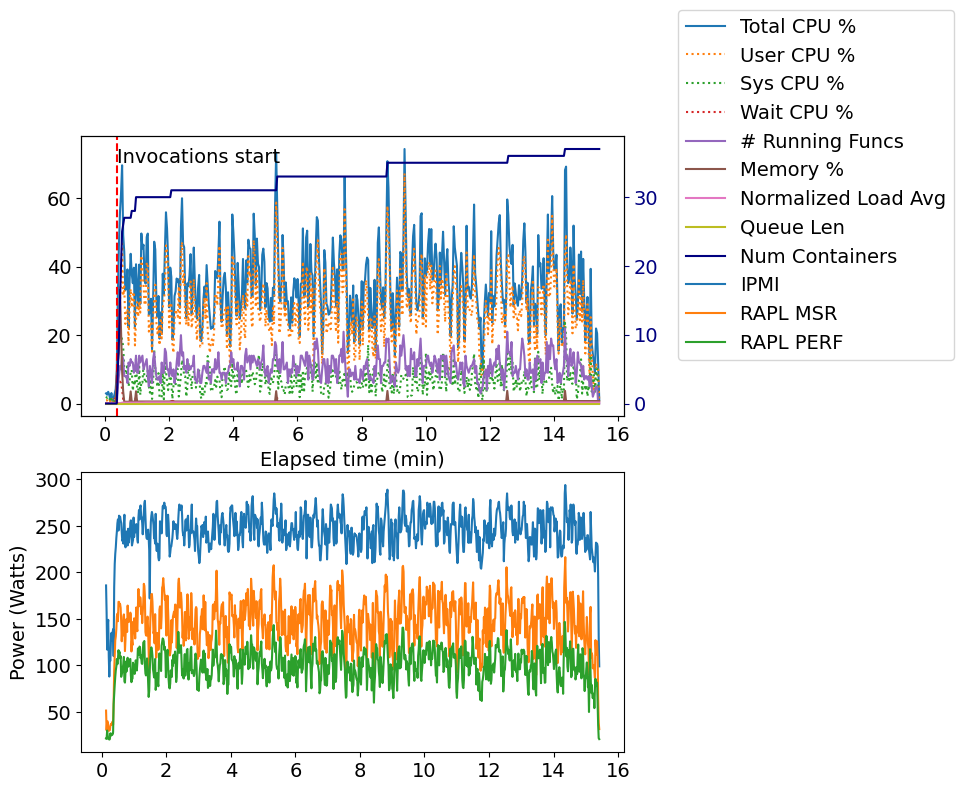 Total CPU %
User CPU %
Sys CPU %
Wait CPU %
# Running Funcs
Memory %
Normalized Load Avg
Queue Len
Num Containers
IPMI
RAPL MSR
RAPL PERF
Invocations start
60
40
20
0
30
20
10
0
0 2 4 6 8 10 12 14 16
Elapsed time (min)
300
250
200
150
100
50
Power (Watts)
0 2 4 6 8 10 12 14 16